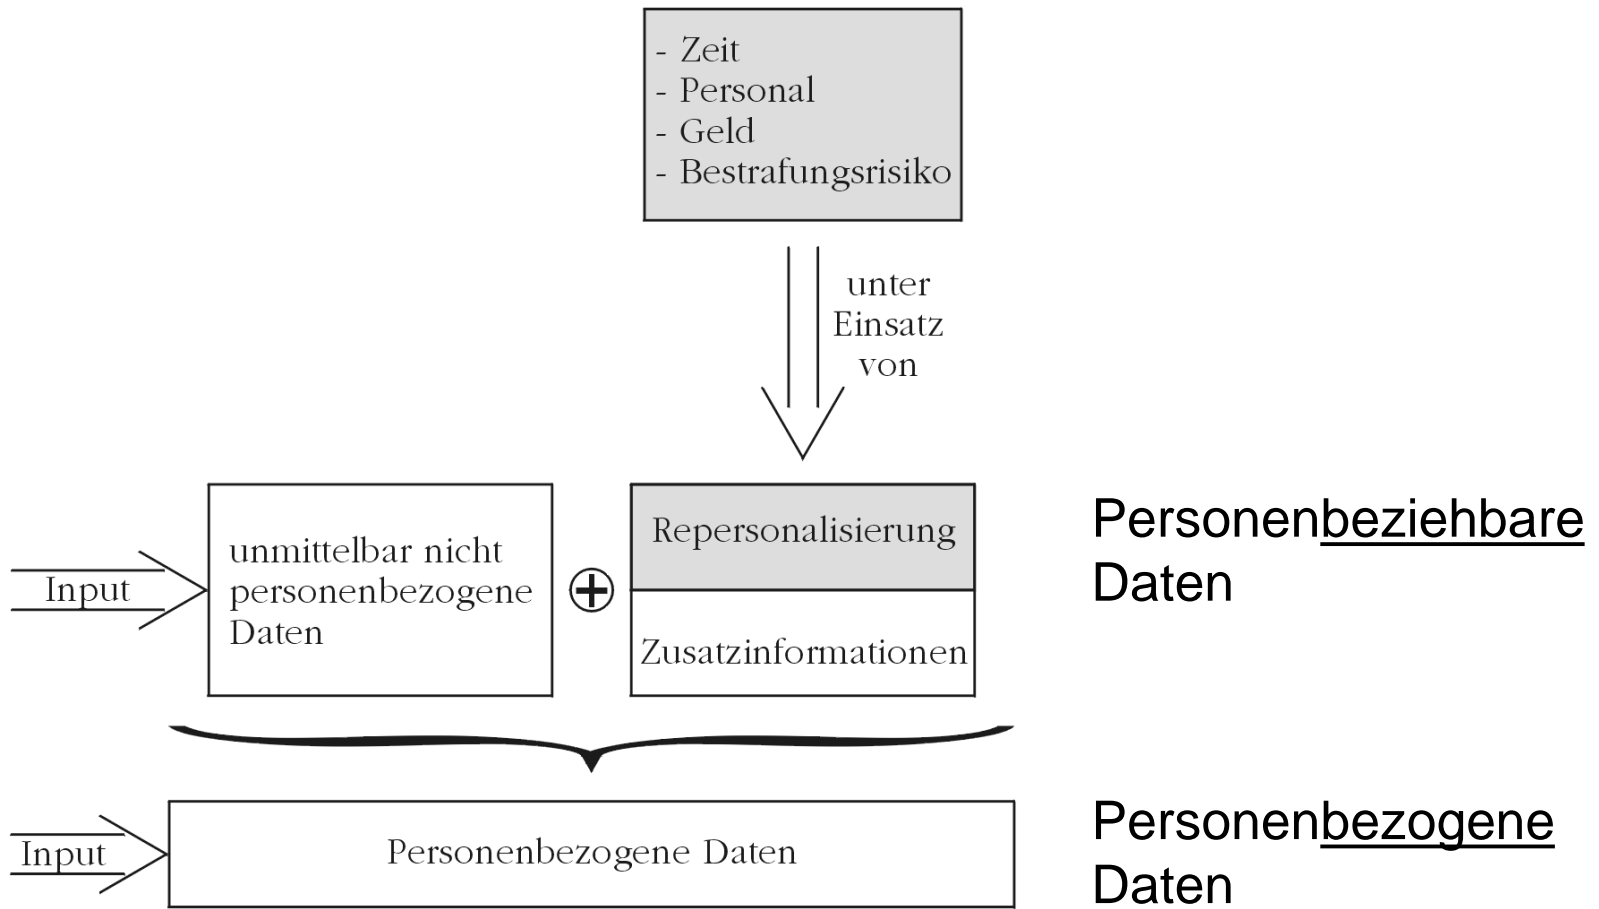 - Zeit
- Personal
- Geld
- Bestrafungsrisiko
unter
Einsatz
von
Input
unmittelbar nicht
personenbezogene
Daten
Repersonalisierung
Zusatzinformationen
Personenbeziehbare
Daten
Input
Personenbezogene Daten
Personenbezogene
Daten